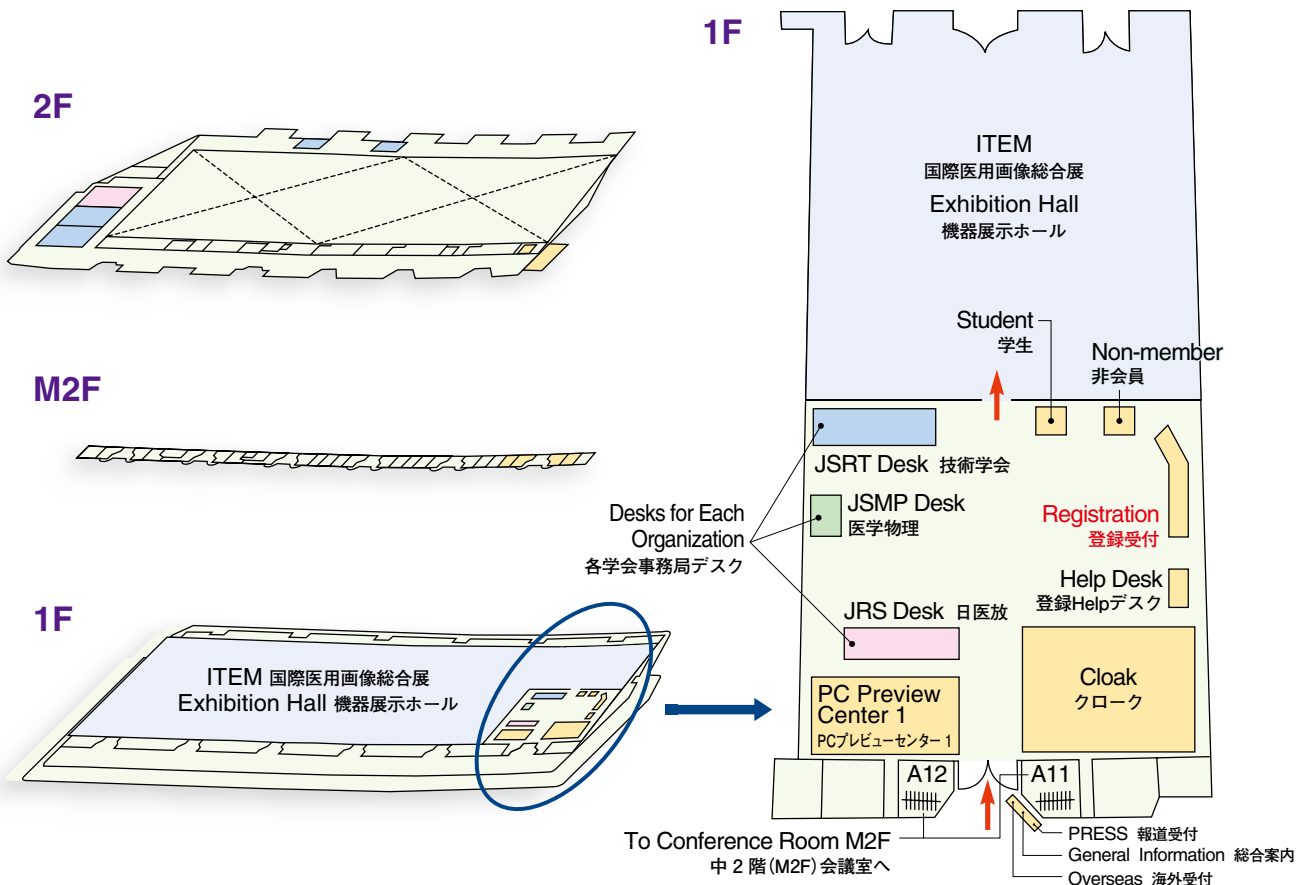 2F
M2F
1F
ITEM 国際医用画像総合展
Exhibition Hall 機器展示ホール
1F
ITEM
国際医用画像総合展
Exhibition Hall
機器展示ホール
Student
学生
Non-member
非会員
JSRT Desk 技術学会
Desks for Each
Organization
各学会事務局デスク
JSMP Desk
医学物理
Registration
登録受付
Help Desk
登録Helpデスク
JRS Desk 日医放
PC Preview
Center 1
PCプレビューセンター 1
Cloak
クローク
A12
A11
To Conference Room M2F
中 2 階(M2F)会議室へ
PRESS 報道受付
General Information 総合案内
Overseas 海外受付